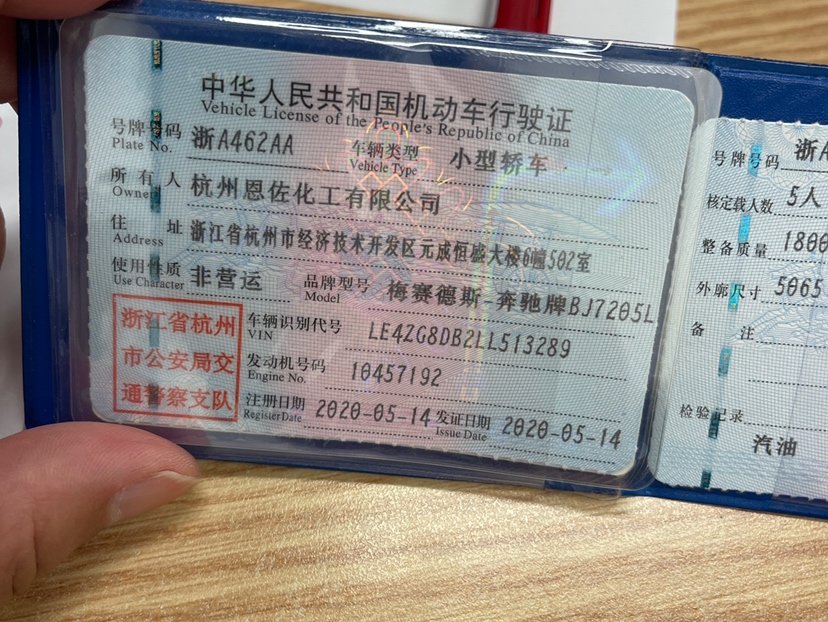 中华人民共和国机动车行驶证
Vehicle License of the People's Republic of China
号牌号码 浙A462AA 车辆类型 小型轿车
Plate No. Vehicle Type
所有人 杭州恩佐化工有限公司
Owner
住址 浙江省杭州市经济技术开发区元成恒盛大楼6幢502室
Address
使用性质 非营运 品牌型号 梅赛德斯-奔驰牌BJ7205L
Use Character Model
浙江省杭州
市公安局交
通警察支队
车辆识别代号 LE4ZG8DB2LL513289
VIN
发动机号码 10457192
Engine No.
注册日期 2020-05-14 发证日期 2020-05-14
Register Date Issue Date
号牌号码 浙A
核定载人数 5人
整备质量 1800
外廓尺寸 5065
备注
检验记录
汽油